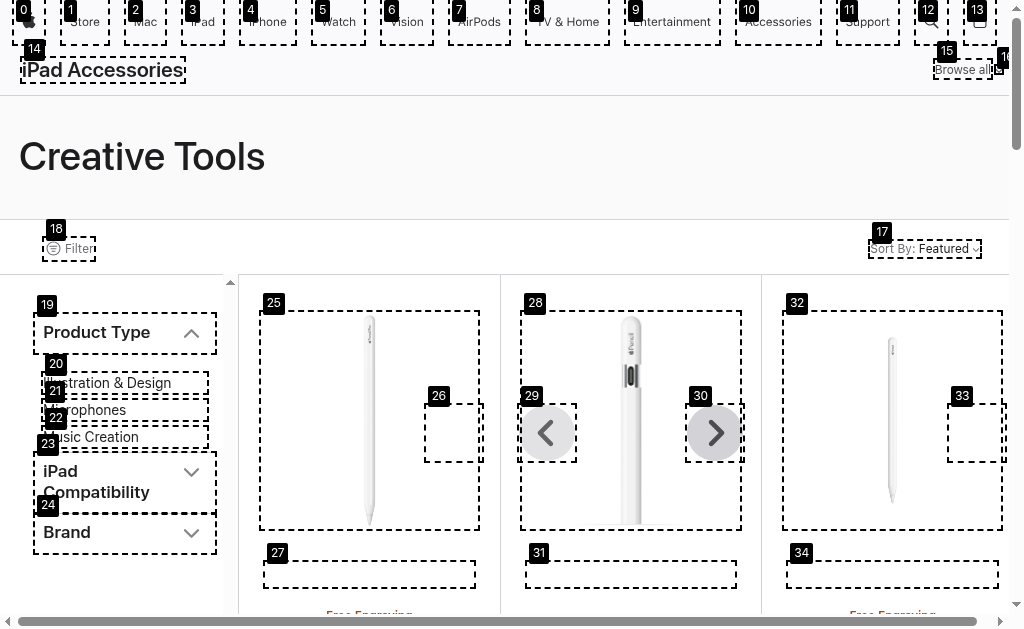 0 1 2 3 4 5 6 7 8 9 10 11 12 13
Store Mac iPad iPhone Watch Vision AirPods TV & Home Entertainment Accessories Support
14 15
iPad Accessories Browse all
Creative Tools
18 17
Filter Sort By: Featured
19 25 28 32
Product Type
20
Illustration & Design
21 26 29 30 33
Microphones
22
Music Creation
23
iPad
Compatibility
24
Brand
27 31 34
Free Engraving Free Engraving